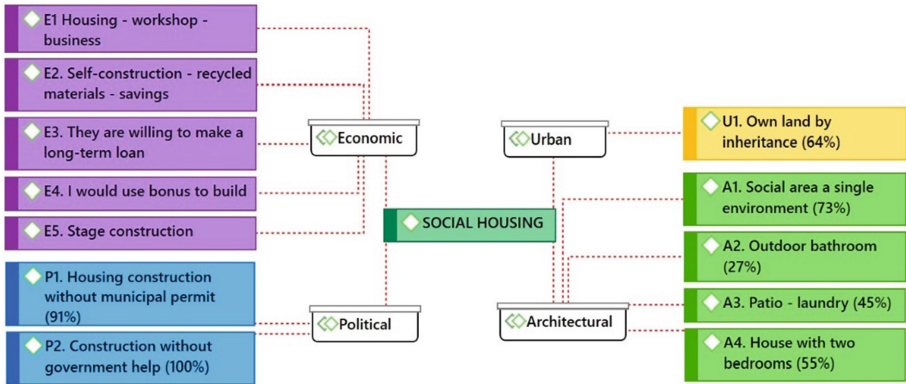 E1 Housing - workshop -
business
E2. Self-construction - recycled
materials - savings
E3. They are willing to make a
long-term loan
E4. I would use bonus to build
E5. Stage construction
P1. Housing construction
without municipal permit
(91%)
P2. Construction without
government help (100%)
Economic
Political
SOCIAL HOUSING
Urban
Architectural
U1. Own land by
inheritance (64%)
A1. Social area a single
environment (73%)
A2. Outdoor bathroom
(27%)
A3. Patio - laundry (45%)
A4. House with two
bedrooms (55%)